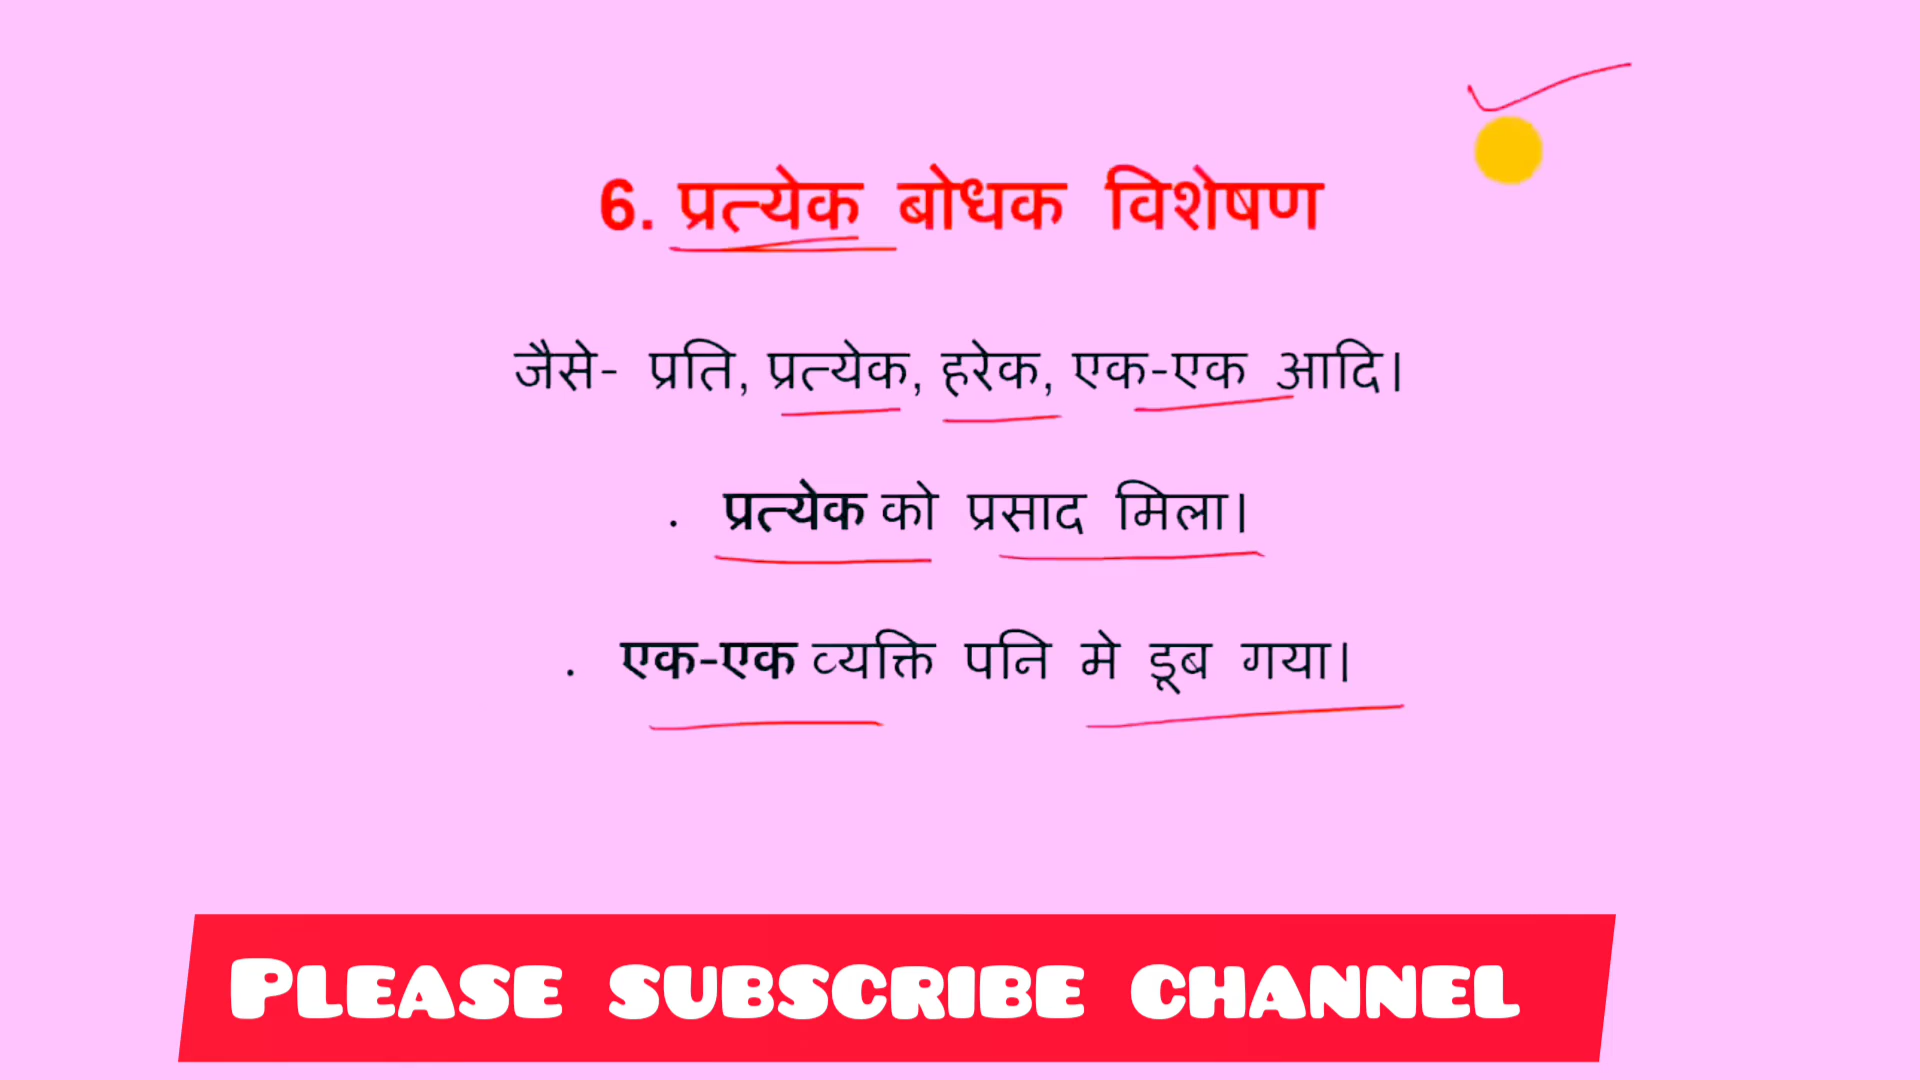 6. प्रत्येक बोधक विशेषण
जैसे- प्रति, प्रत्येक, हरेक, एक-एक आदि।
. प्रत्येक को प्रसाद मिला।
. एक-एक व्यक्ति पनि मे डूब गया।
PLEASE SUBSCRIBE CHANNEL